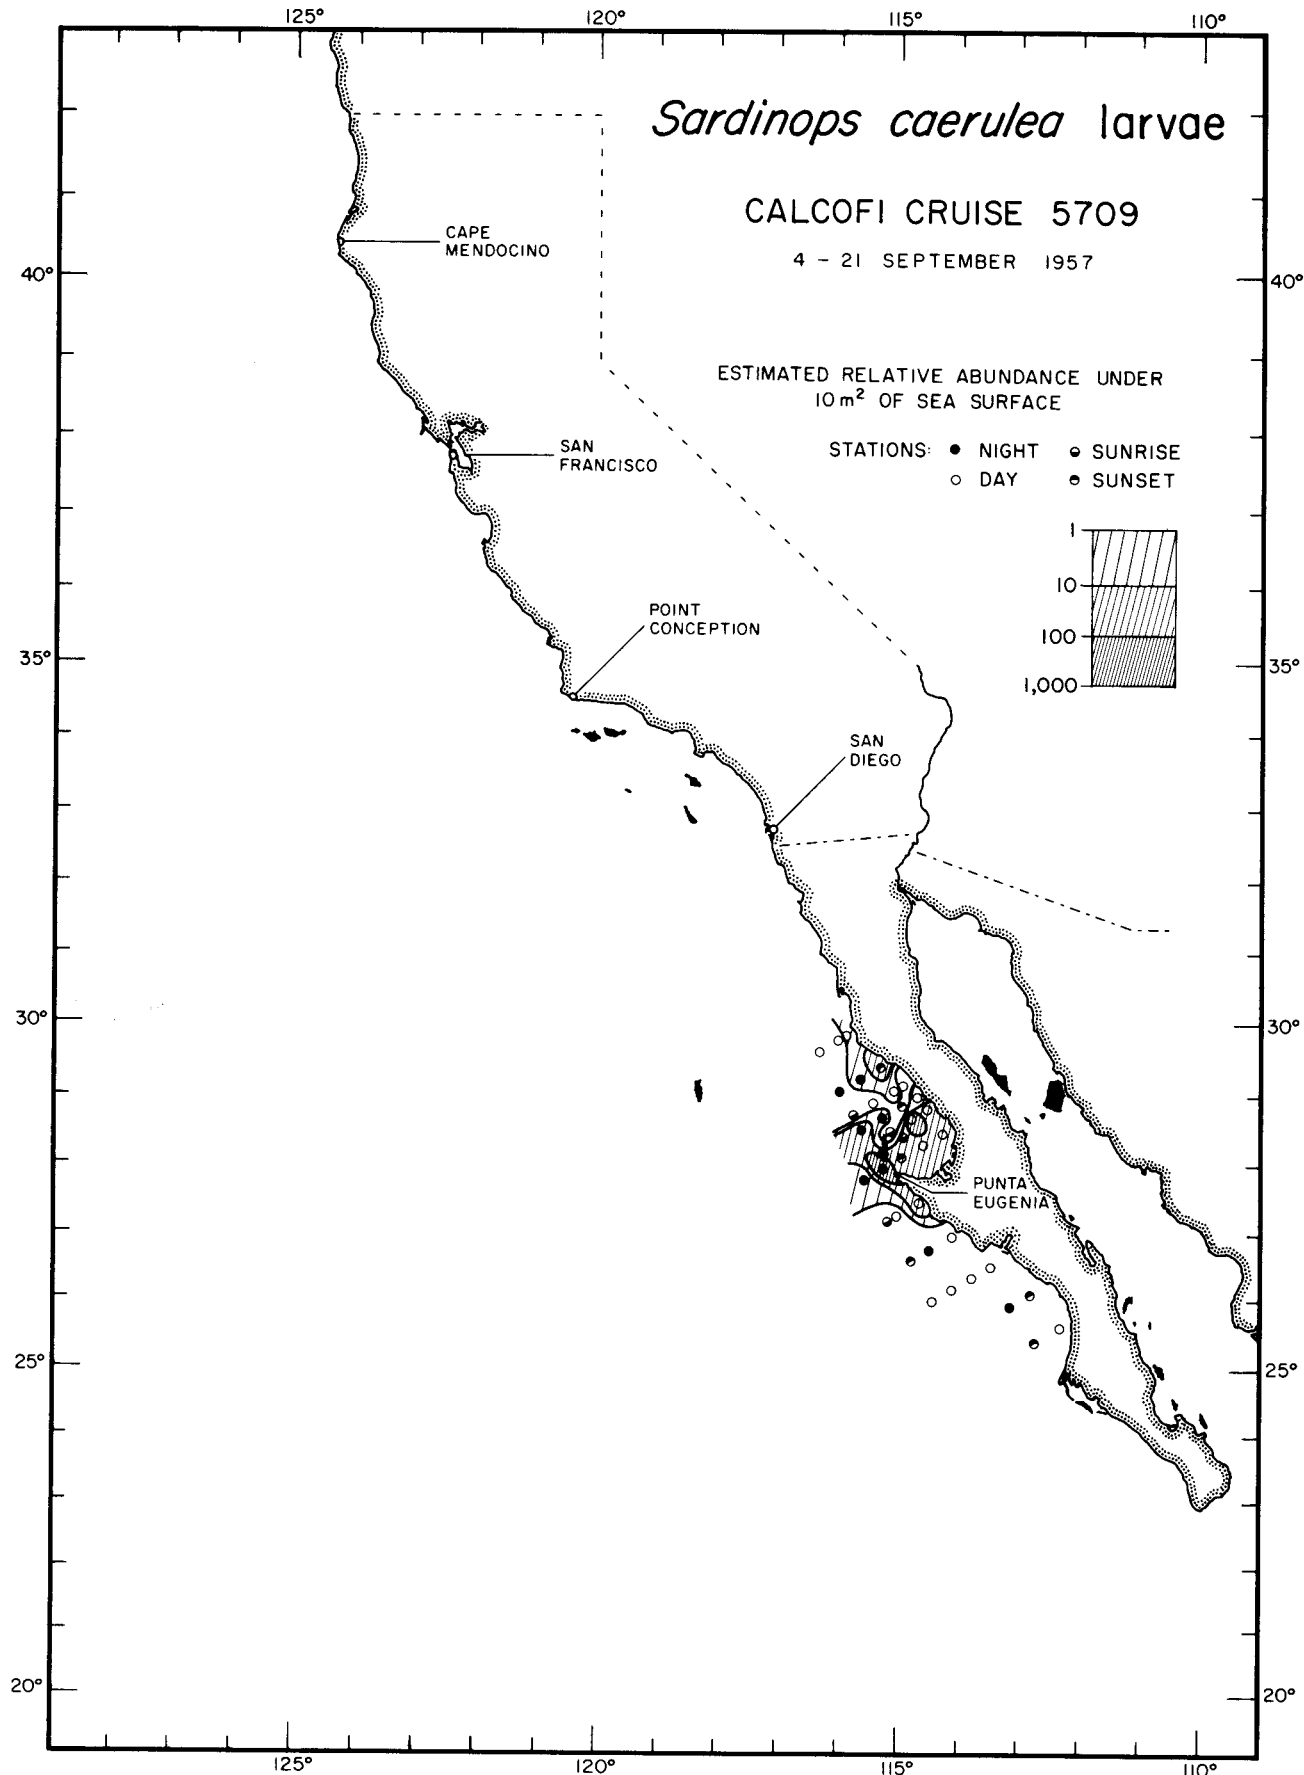 125° 120° 115° 110°
Sardinops caerulea larvae
CALCOFI CRUISE 5709
4 - 21 SEPTEMBER 1957
CAPE
MENDOCINO
40° 40°
ESTIMATED RELATIVE ABUNDANCE UNDER
10 m² OF SEA SURFACE
STATIONS: ● NIGHT ◒ SUNRISE
○ DAY ◓ SUNSET
SAN
FRANCISCO
1
10
100
1,000
POINT
CONCEPTION
35° 35°
SAN
DIEGO
30° 30°
PUNTA
EUGENIA
25° 25°
20° 20°
125° 120° 115° 110°